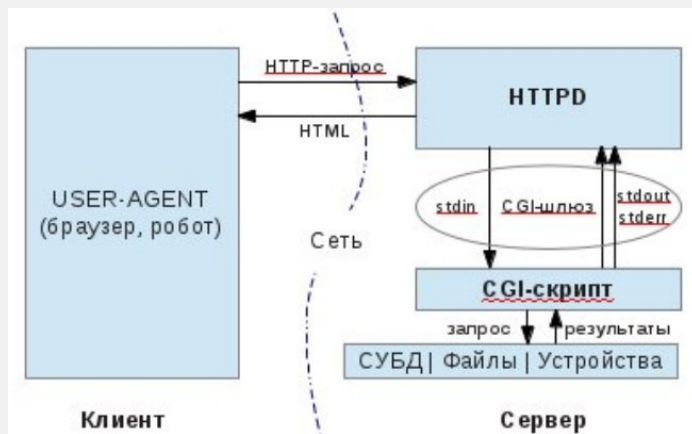 HTTP-запрос
HTML
HTTPD
USER-AGENT
(браузер, робот)
Сеть
stdin
CGI-шлюз
stdout
stderr
CGI-скрипт
запрос
результаты
СУБД | Файлы | Устройства
Клиент
Сервер